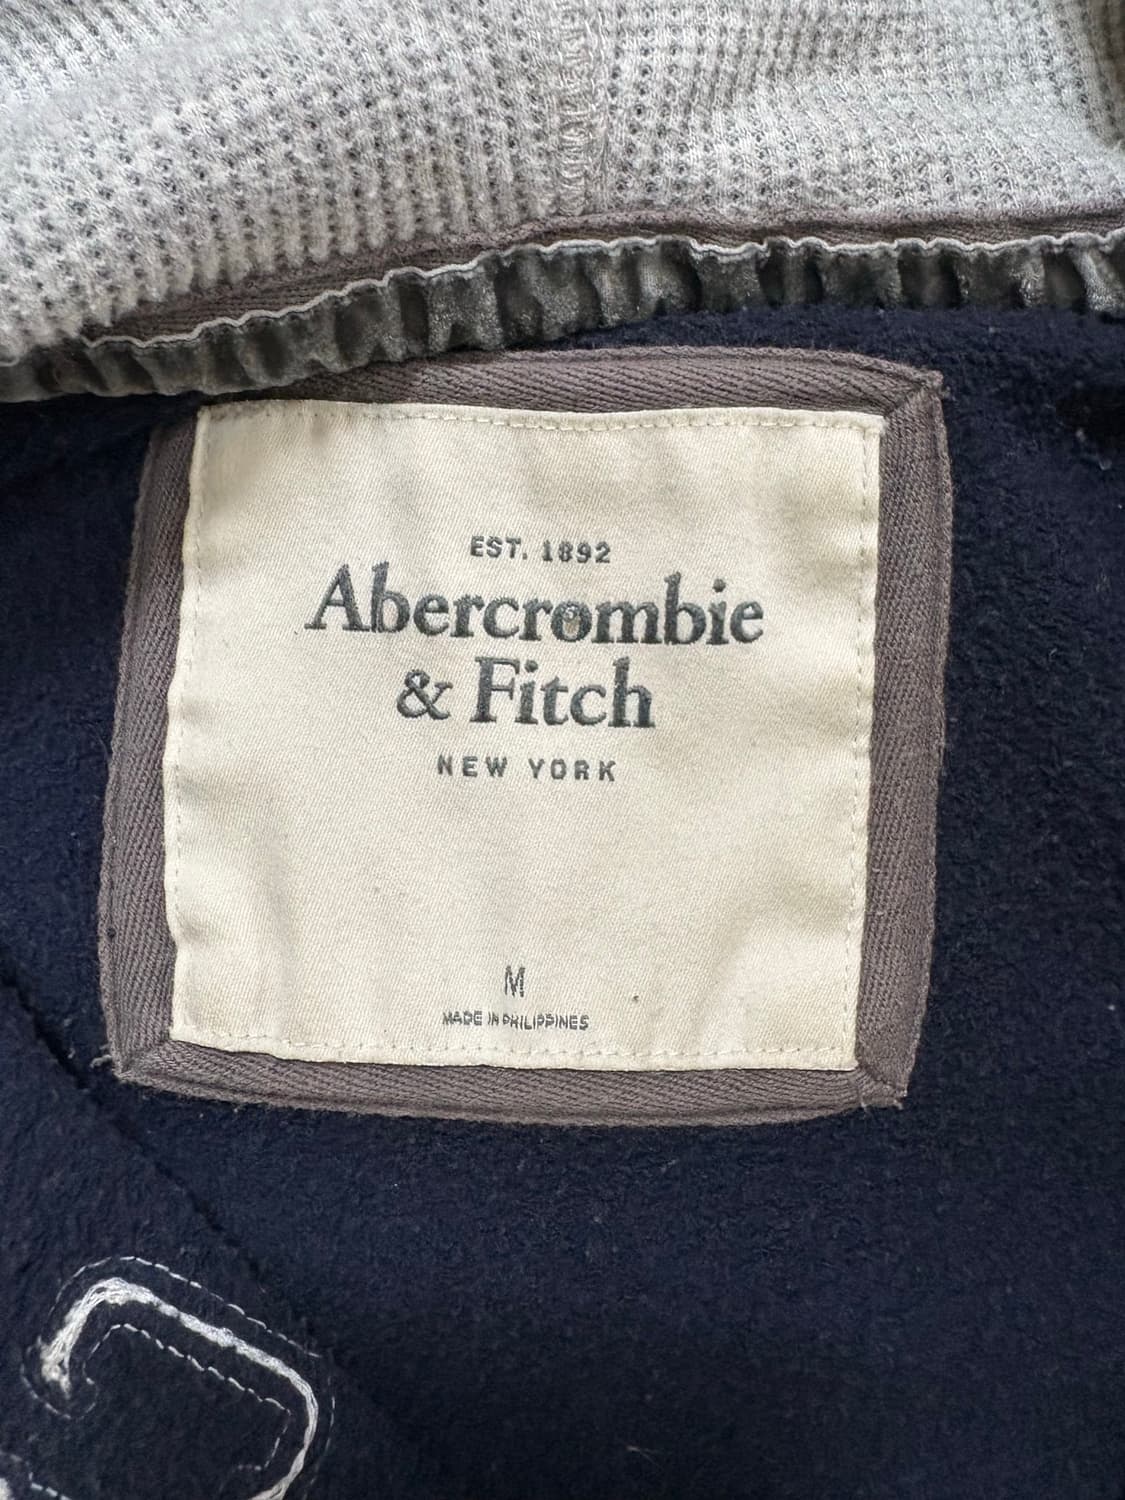 EST. 1892
Abercrombie
& Fitch
NEW YORK
M
MADE IN PHILIPPINES